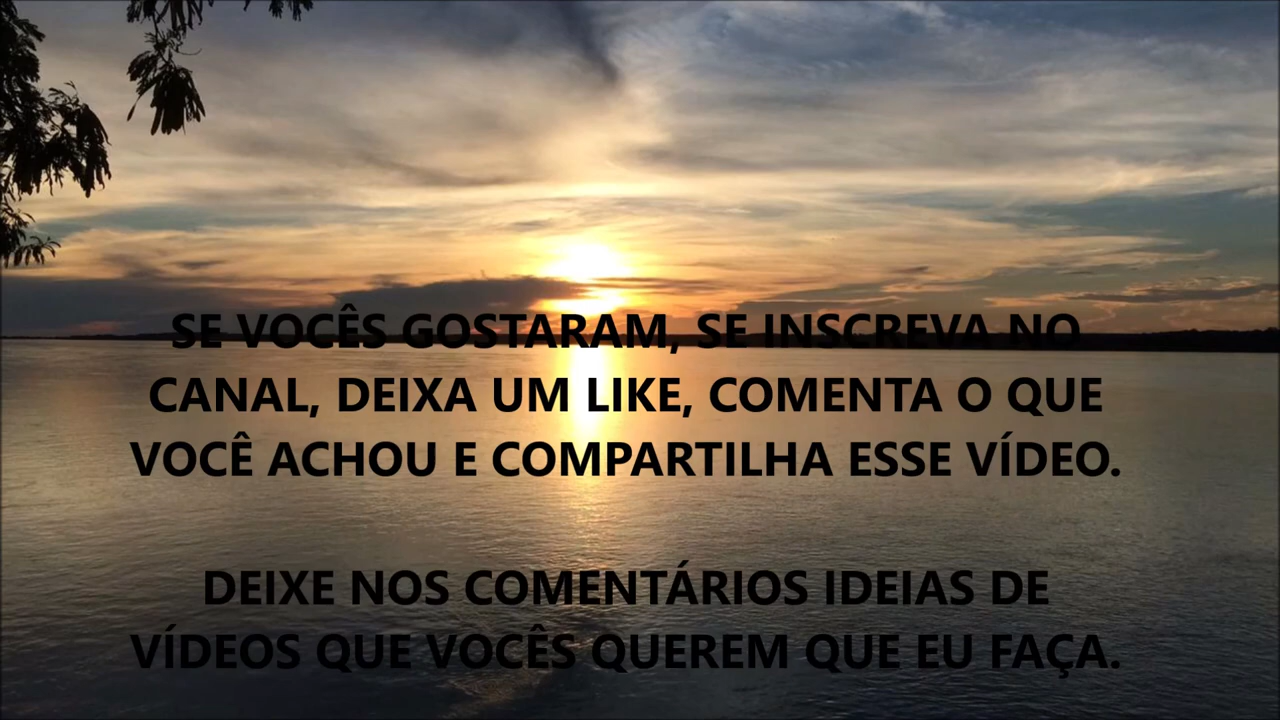 SE VOCÊS GOSTARAM, SE INSCREVA NO
CANAL, DEIXA UM LIKE, COMENTA O QUE
VOCÊ ACHOU E COMPARTILHA ESSE VÍDEO.
DEIXE NOS COMENTÁRIOS IDEIAS DE
VÍDEOS QUE VOCÊS QUEREM QUE EU FAÇA.